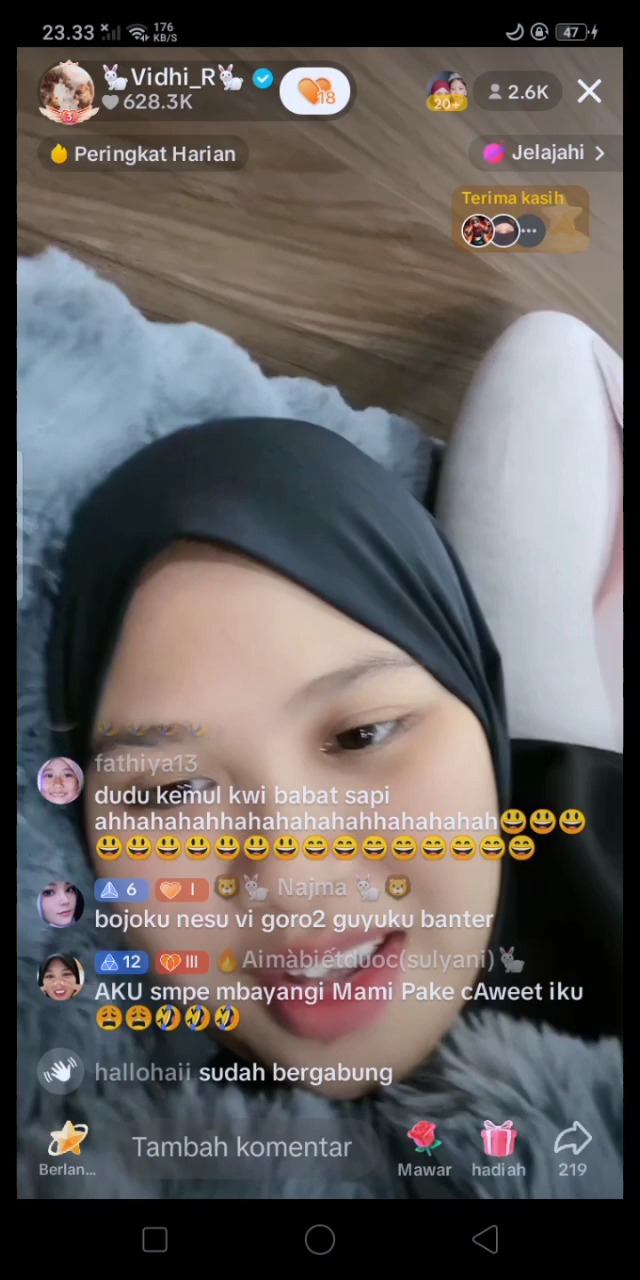 23.33
176
KB/S
47
🐇Vidhi_R🐇
628.3K
18
20+
2.6K
3
Peringkat Harian
Jelajahi
Terima kasih
fathiya13
dudu kemul kwi babat sapi
ahhahahahhahahahahahhahahahah😃😃😃
😃😃😃😃😃😃😃😄😄😄😄😄😄😄😄
6 I 🦁🐇 Najma 🐇🦁
bojoku nesu vi goro2 guyuku banter
12 III 🔥Aimàbiếtđuoc(sulyani)🐇
AKU smpe mbayangi Mami Pake cAweet iku
😩😩🤣🤣🤣
hallohaii sudah bergabung
Berlan...
Tambah komentar
Mawar
hadiah
219